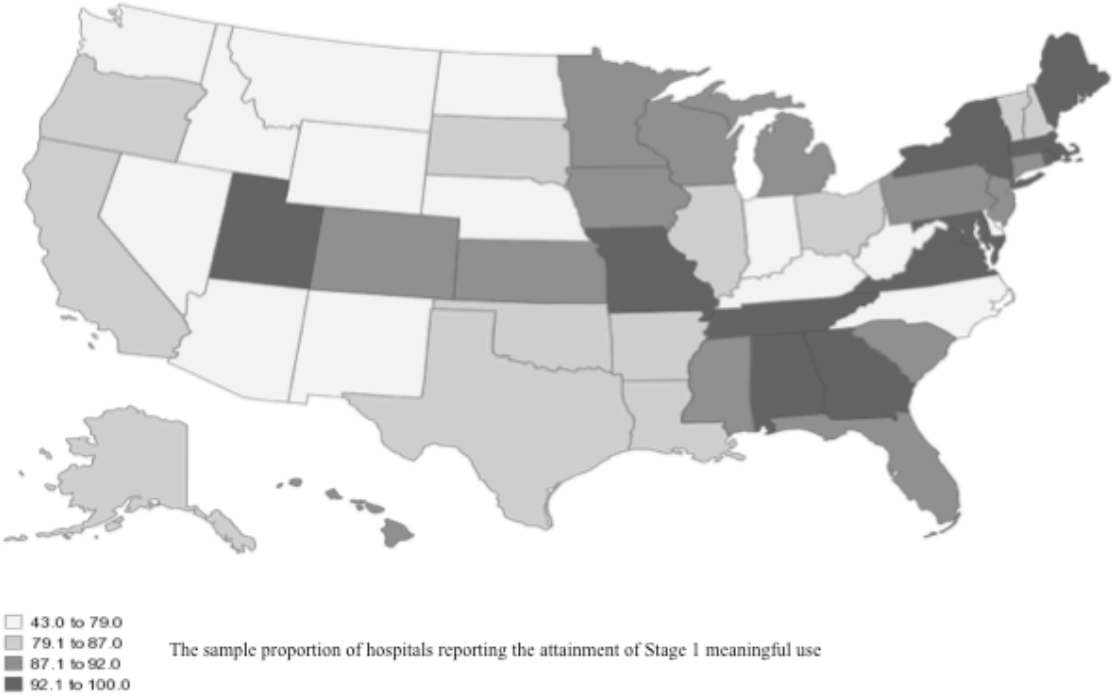 43.0 to 79.0
79.1 to 87.0
The sample proportion of hospitals reporting the attainment of Stage 1 meaningful use
87.1 to 92.0
92.1 to 100.0